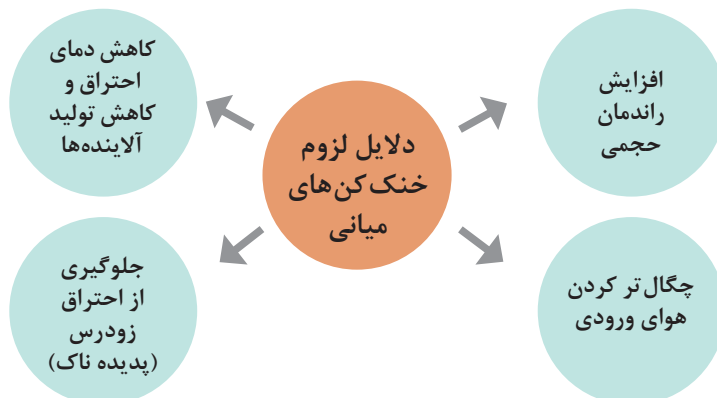 دلایل لزوم
خنک‌کن‌های
میانی
افزایش
راندمان
حجمی
کاهش دمای
احتراق و
کاهش تولید
آلاینده‌ها
چگال‌تر کردن
هوای ورودی
جلوگیری
از احتراق
زودرس
(پدیده ناک)